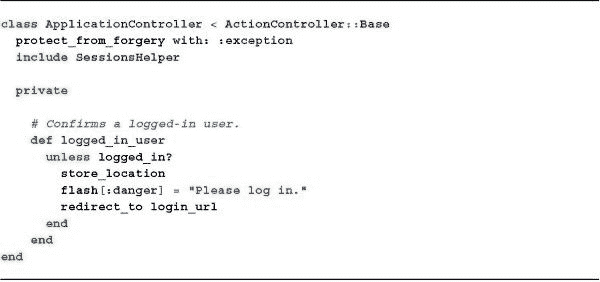 class ApplicationController < ActionController::Base
  protect_from_forgery with: :exception
  include SessionsHelper

  private

    # Confirms a logged-in user.
    def logged_in_user
      unless logged_in?
        store_location
        flash[:danger] = "Please log in."
        redirect_to login_url
      end
    end
end